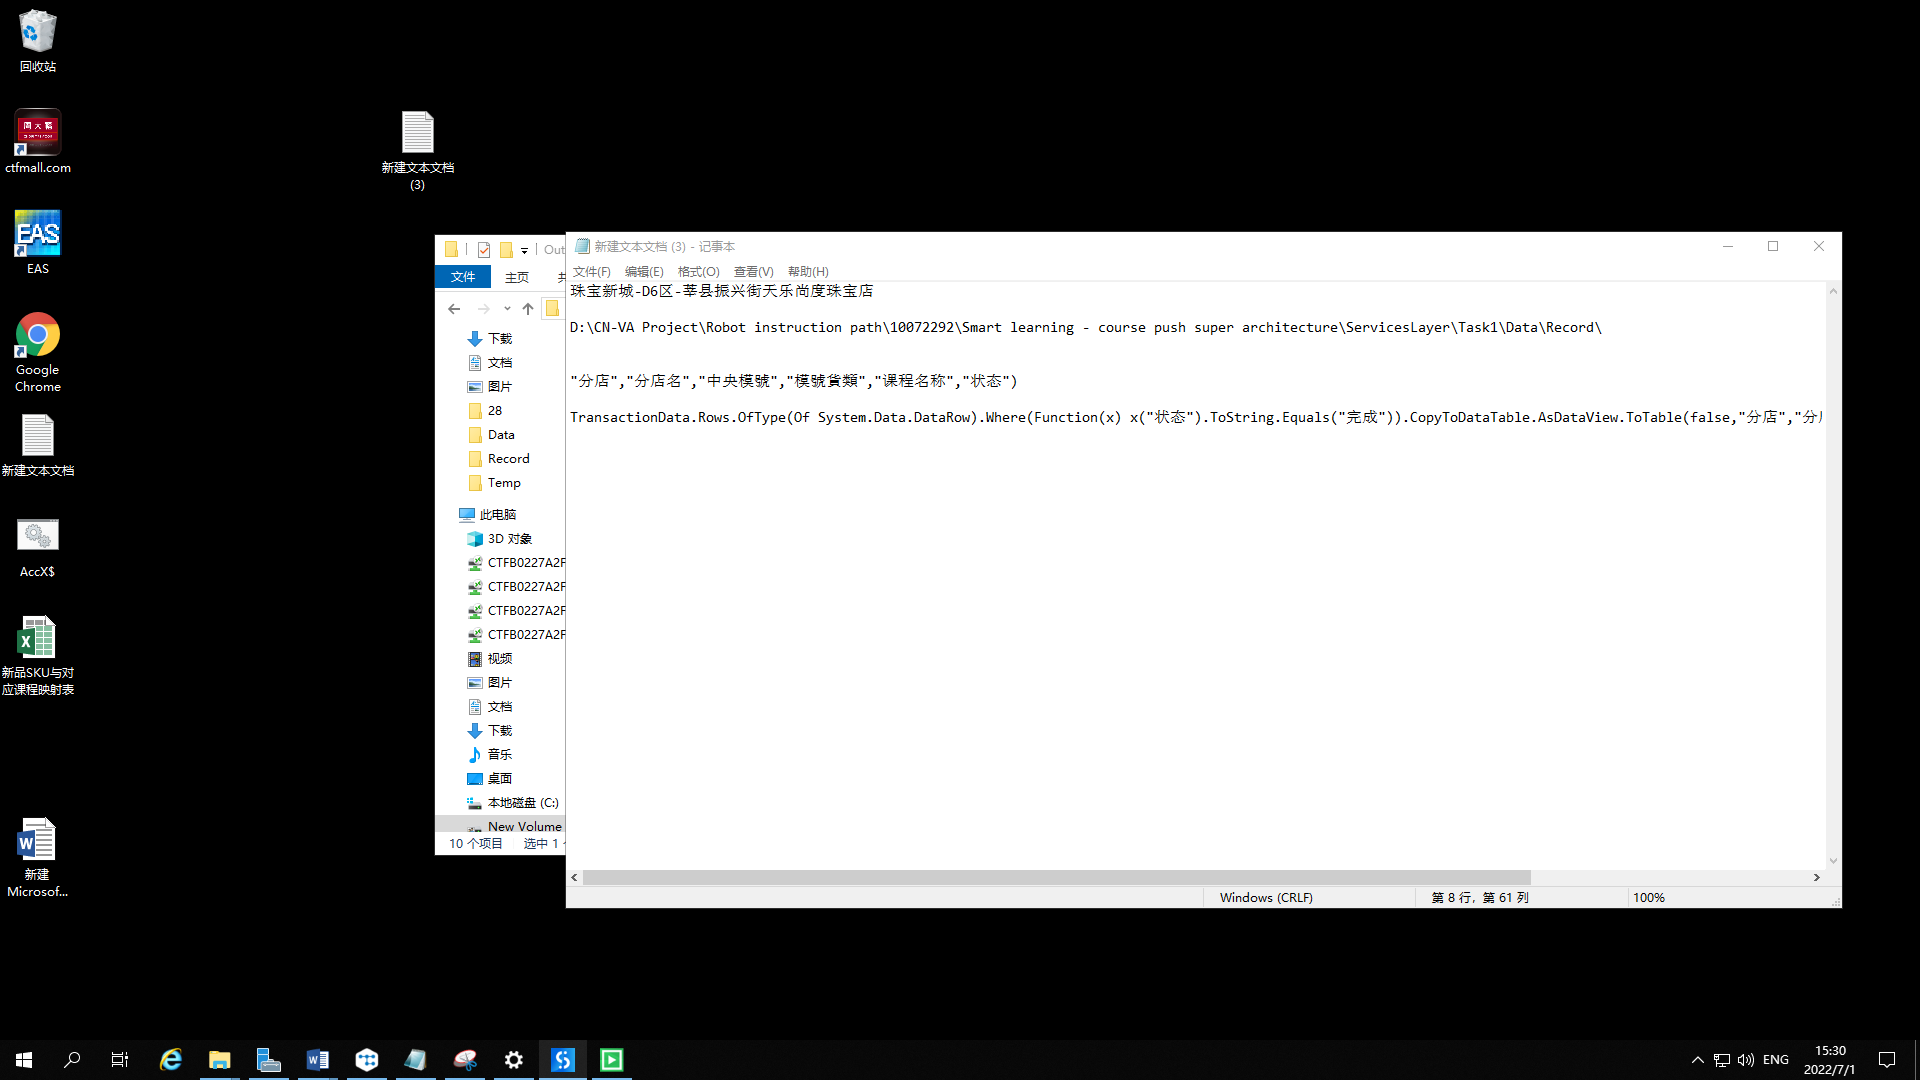 回收站
ctfmall.com
EAS
Google
Chrome
新建文本文档
AccX$
新品SKU与对
应课程映射表
新建
Microsof...
新建文本文档
(3)
Out
文件
主页
下载
文档
图片
28
Data
Record
Temp
此电脑
3D 对象
CTFB0227A2F
CTFB0227A2F
CTFB0227A2F
CTFB0227A2F
视频
图片
文档
下载
音乐
桌面
本地磁盘 (C:)
New Volume
10 个项目 选中 1
新建文本文档 (3) - 记事本
文件(F) 编辑(E) 格式(O) 查看(V) 帮助(H)
珠宝新城-D6区-莘县振兴街天乐尚度珠宝店
D:\CN-VA Project\Robot instruction path\10072292\Smart learning - course push super architecture\ServicesLayer\Task1\Data\Record\
"分店","分店名","中央模號","模號貨類","课程名称","状态")
TransactionData.Rows.OfType(Of System.Data.DataRow).Where(Function(x) x("状态").ToString.Equals("完成")).CopyToDataTable.AsDataView.ToTable(false,"分店","分
Windows (CRLF)
第 8 行，第 61 列
100%
ENG
15:30
2022/7/1